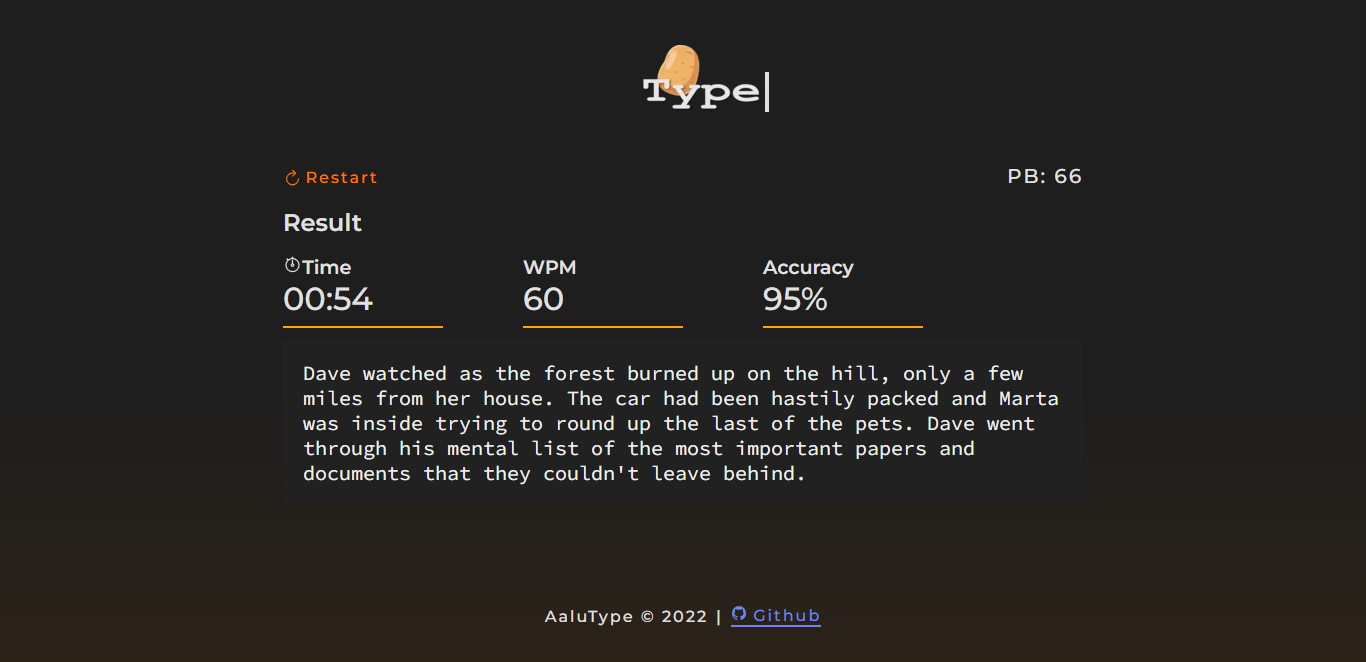 Type
Restart
PB: 66
Result
Time WPM Accuracy
00:54 60 95%
Dave watched as the forest burned up on the hill, only a few
miles from her house. The car had been hastily packed and Marta
was inside trying to round up the last of the pets. Dave went
through his mental list of the most important papers and
documents that they couldn't leave behind.
AaluType © 2022 | Github